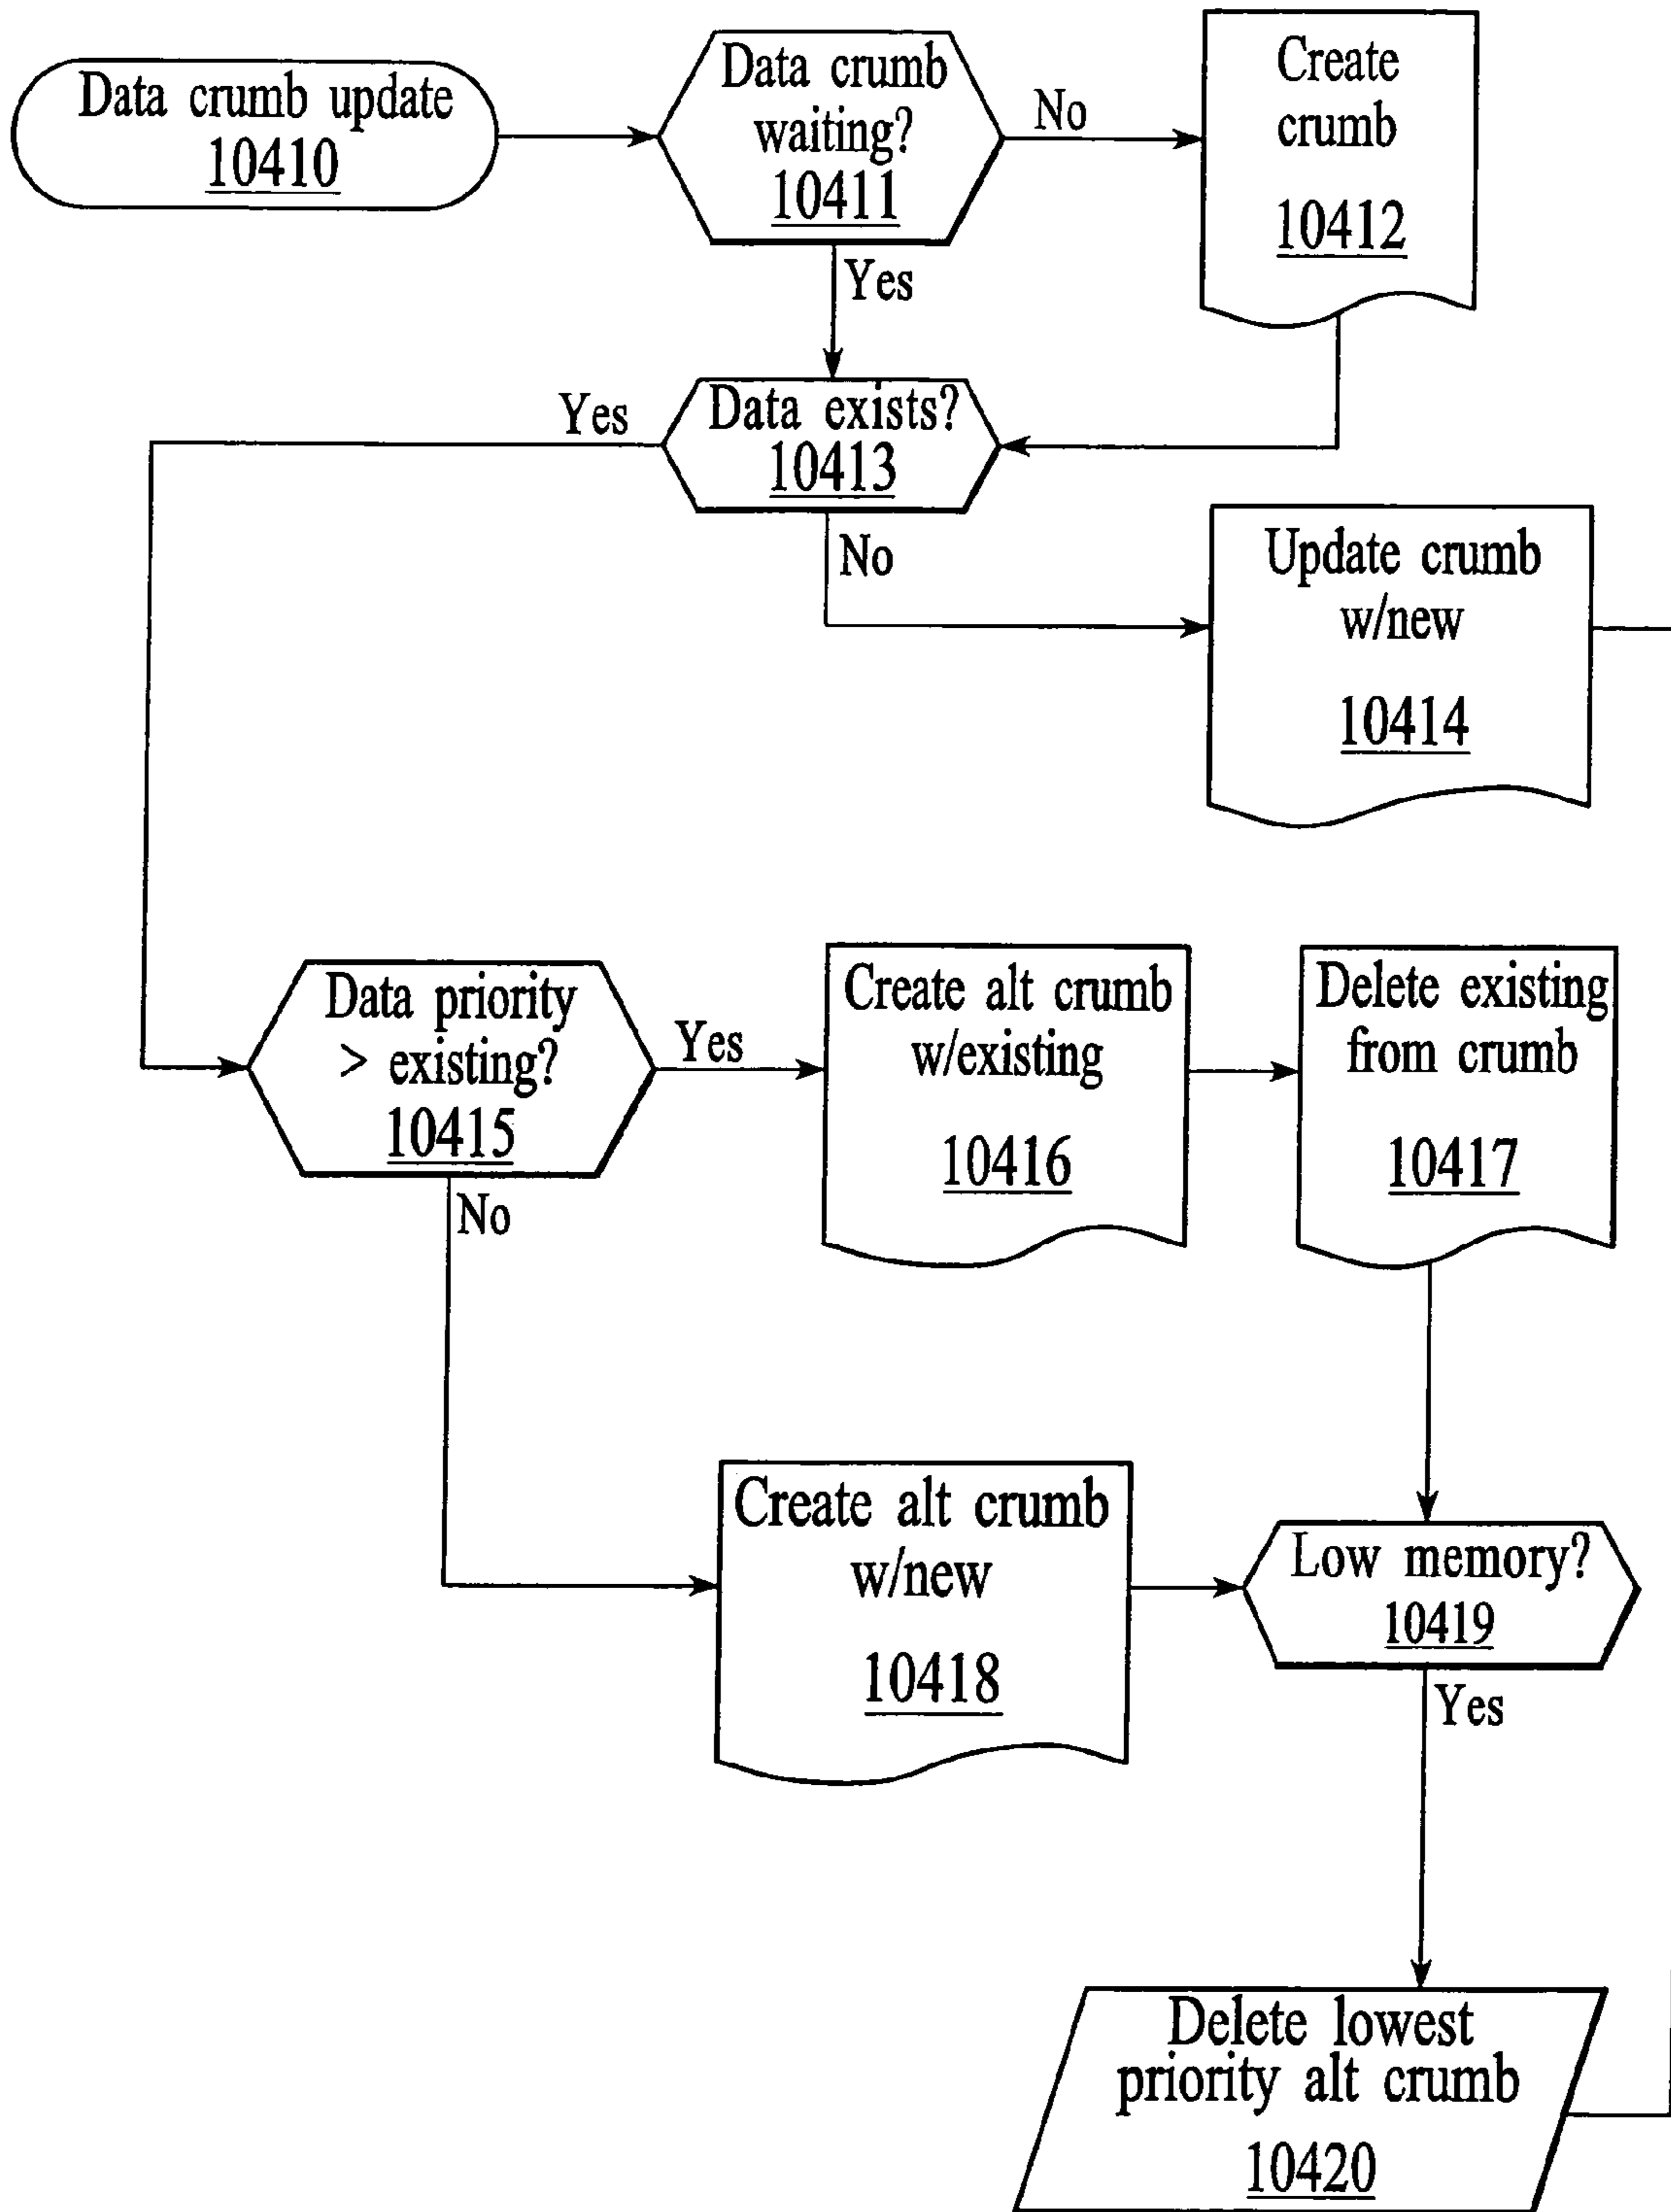 Data crumb update
10410
Data crumb
waiting?
10411
No
Create
crumb
10412
Yes
Data exists?
10413
Yes
No
Update crumb
w/new
10414
Data priority
> existing?
10415
Yes
Create alt crumb
w/existing
10416
Delete existing
from crumb
10417
No
Create alt crumb
w/new
10418
Low memory?
10419
Yes
Delete lowest
priority alt crumb
10420